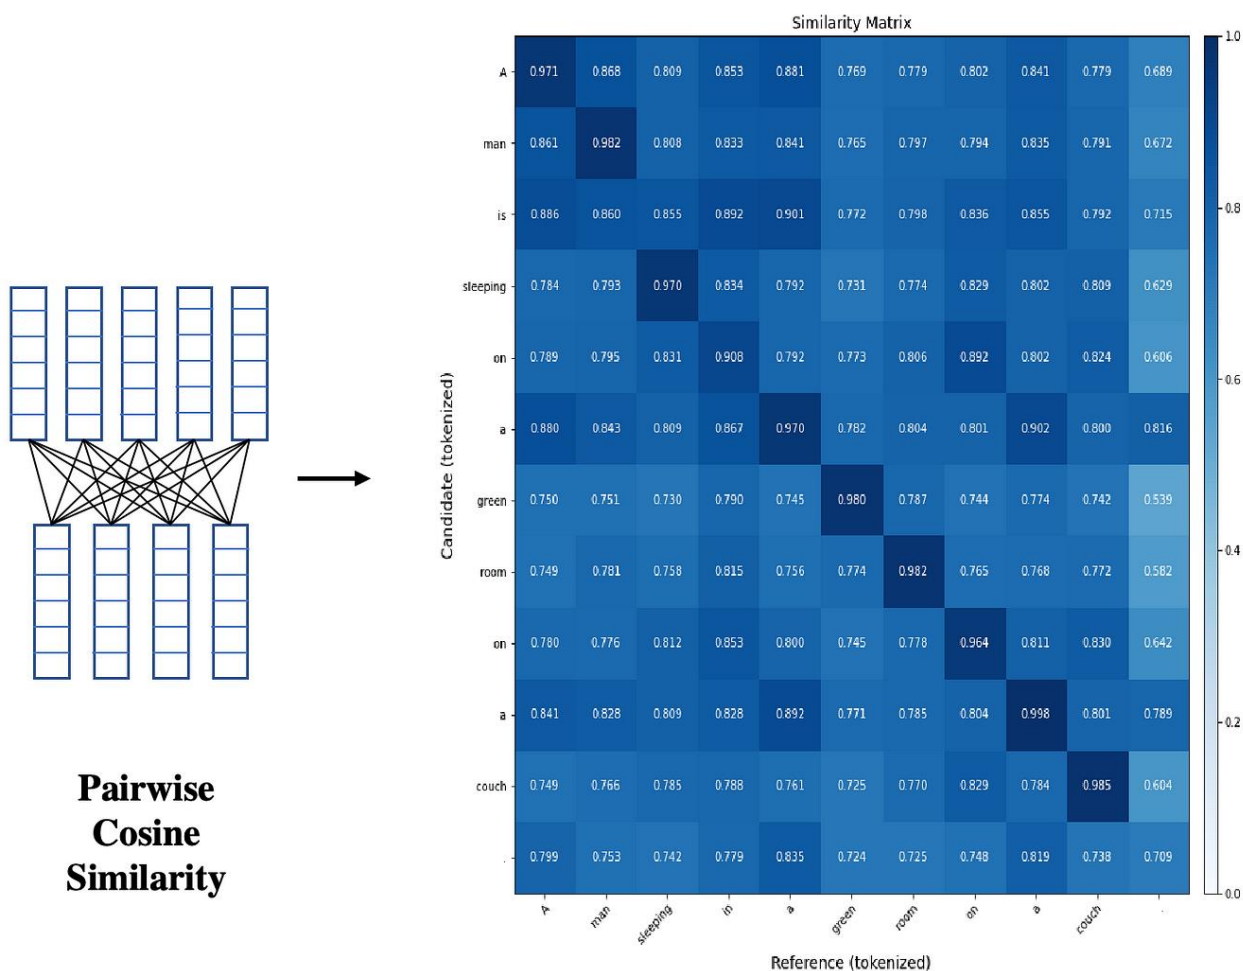 Similarity Matrix
A 0.971 0.868 0.809 0.853 0.881 0.769 0.779 0.802 0.841 0.779 0.689
man 0.861 0.982 0.808 0.833 0.841 0.765 0.797 0.794 0.835 0.791 0.672
is 0.886 0.860 0.855 0.892 0.901 0.772 0.798 0.836 0.855 0.792 0.715
sleeping 0.784 0.793 0.970 0.834 0.792 0.731 0.774 0.829 0.802 0.809 0.629
on 0.789 0.795 0.831 0.908 0.792 0.773 0.806 0.892 0.802 0.824 0.606
a 0.880 0.843 0.809 0.867 0.970 0.782 0.804 0.801 0.902 0.800 0.816
green 0.750 0.751 0.730 0.790 0.745 0.980 0.787 0.744 0.774 0.742 0.539
room 0.749 0.781 0.758 0.815 0.756 0.774 0.982 0.765 0.768 0.772 0.582
on 0.780 0.776 0.812 0.853 0.800 0.745 0.778 0.964 0.811 0.830 0.642
a 0.841 0.828 0.809 0.828 0.892 0.771 0.785 0.804 0.998 0.801 0.789
couch 0.749 0.766 0.785 0.788 0.761 0.725 0.770 0.829 0.784 0.985 0.604
. 0.799 0.753 0.742 0.779 0.835 0.724 0.725 0.748 0.819 0.738 0.709
A man sleeping in a green room on a couch .
Candidate (tokenized)
Reference (tokenized)
1.0
0.8
0.6
0.4
0.2
0.0
Pairwise
Cosine
Similarity